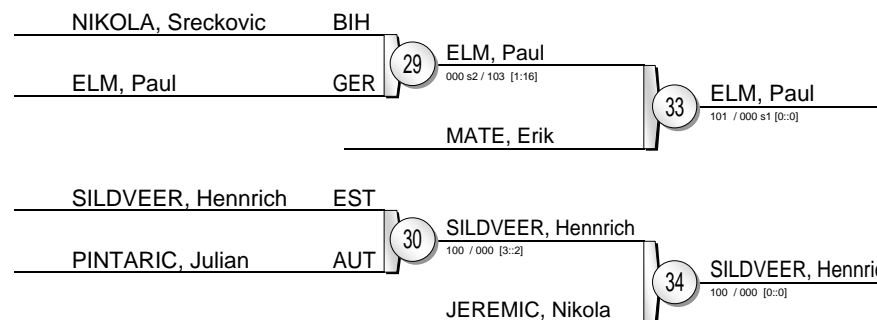 NIKOLA, Sreckovic BIH
29
ELM, Paul
000 s2 / 103 [1:16]
ELM, Paul GER
33
ELM, Paul
101 / 000 s1 [0::0]
MATE, Erik
SILDVEER, Hennrich EST
30
SILDVEER, Hennrich
100 / 000 [3::2]
PINTARIC, Julian AUT
34
SILDVEER, Hennri
100 / 000 [0::0]
JEREMIC, Nikola